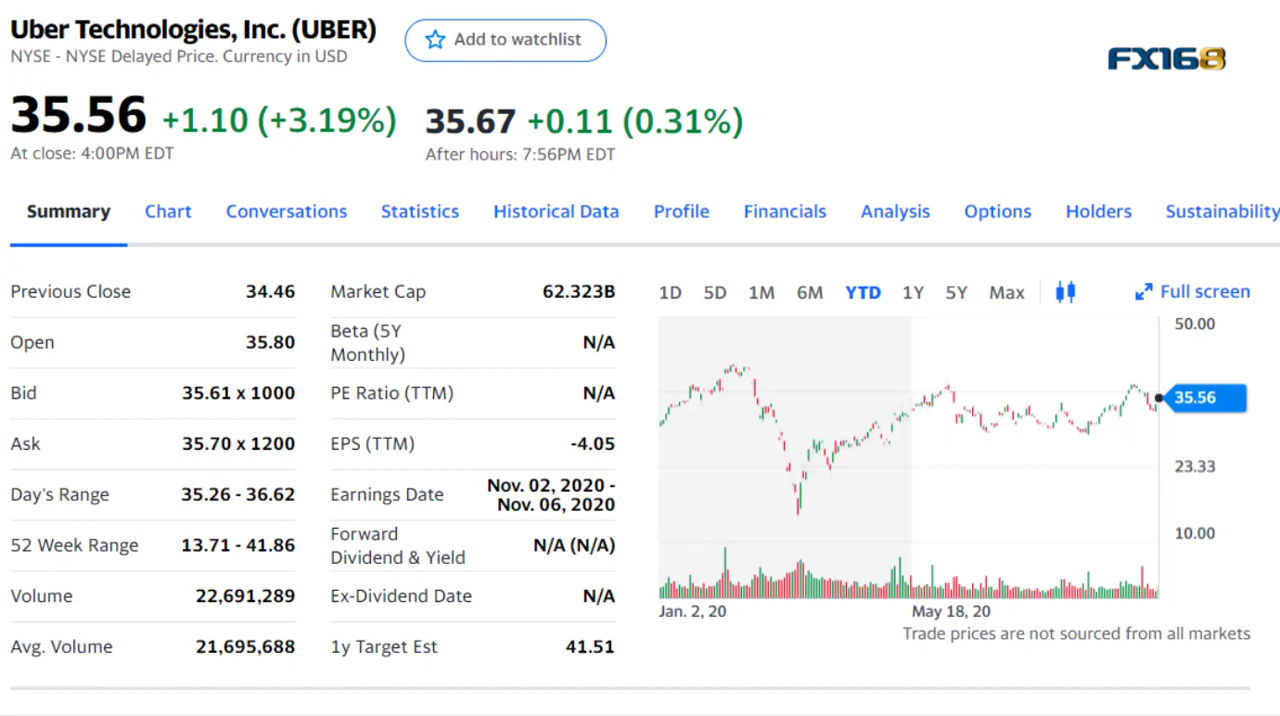 Uber Technologies, Inc. (UBER)
Add to watchlist
NYSE - NYSE Delayed Price. Currency in USD
FX168
35.56 +1.10 (+3.19%)
At close: 4:00PM EDT
35.67 +0.11 (0.31%)
After hours: 7:56PM EDT
Summary Chart Conversations Statistics Historical Data Profile Financials Analysis Options Holders Sustainability
Previous Close 34.46
Open 35.80
Bid 35.61 x 1000
Ask 35.70 x 1200
Day's Range 35.26 - 36.62
52 Week Range 13.71 - 41.86
Volume 22,691,289
Avg. Volume 21,695,688
Market Cap 62.323B
Beta (5Y
Monthly) N/A
PE Ratio (TTM) N/A
EPS (TTM) -4.05
Earnings Date Nov. 02, 2020 -
Nov. 06, 2020
Forward
Dividend & Yield N/A (N/A)
Ex-Dividend Date N/A
1y Target Est 41.51
1D 5D 1M 6M YTD 1Y 5Y Max Full screen
50.00
35.56
23.33
10.00
Jan. 2, 20 May 18, 20
Trade prices are not sourced from all markets